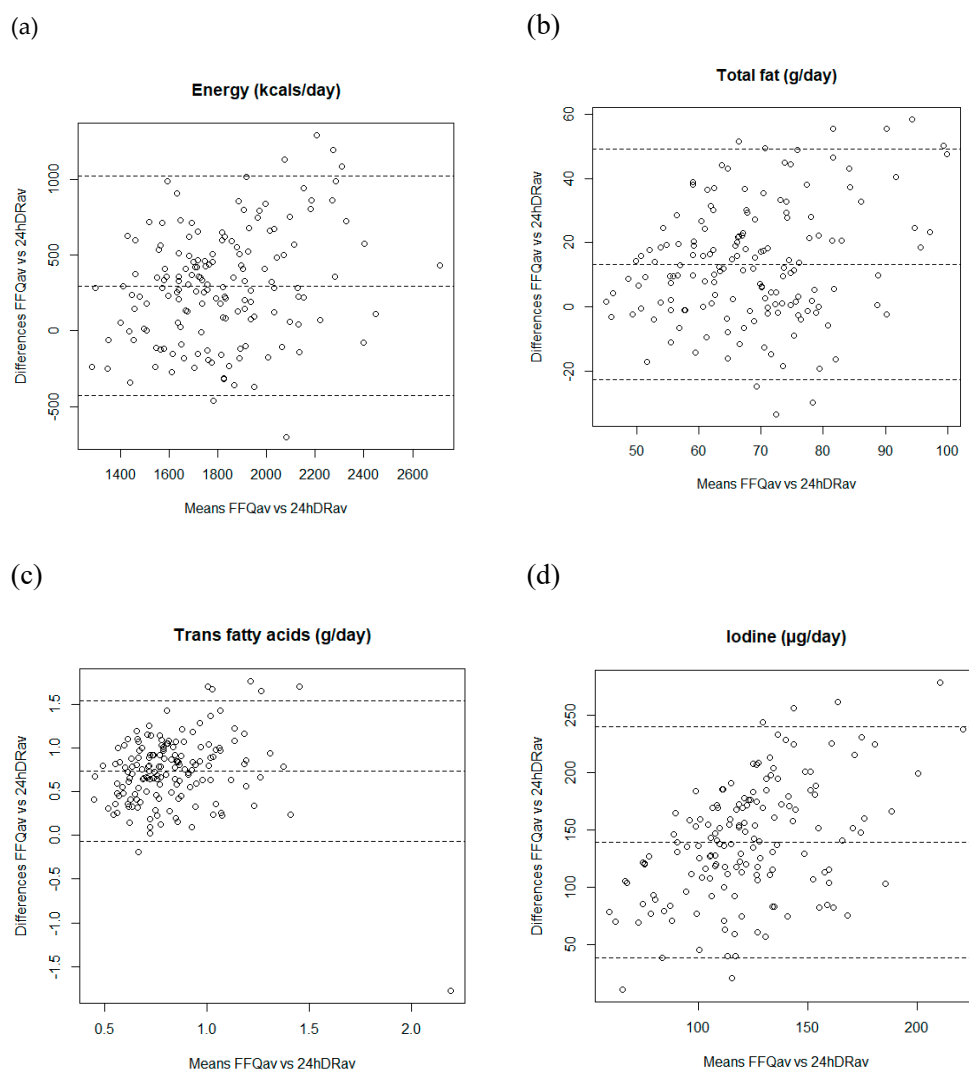 (a)
Energy (kcals/day)
Differences FFQav vs 24hDRav
1000
500
0
-500
1400 1600 1800 2000 2200 2400 2600
Means FFQav vs 24hDRav
(b)
Total fat (g/day)
Differences FFQav vs 24hDRav
60
40
20
0
-20
50 60 70 80 90 100
Means FFQav vs 24hDRav
(c)
Trans fatty acids (g/day)
Differences FFQav vs 24hDRav
1.5
1.0
0.5
0.0
-0.5
-1.0
-1.5
0.5 1.0 1.5 2.0
Means FFQav vs 24hDRav
(d)
Iodine (µg/day)
Differences FFQav vs 24hDRav
250
200
150
100
50
100 150 200
Means FFQav vs 24hDRav